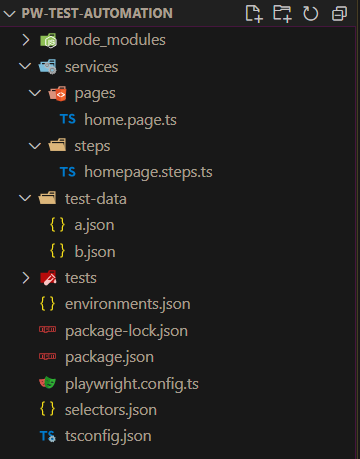 PW-TEST-AUTOMATION
node_modules
services
pages
TS home.page.ts
steps
TS homepage.steps.ts
test-data
{} a.json
{} b.json
tests
{} environments.json
package-lock.json
package.json
playwright.config.ts
{} selectors.json
TS tsconfig.json